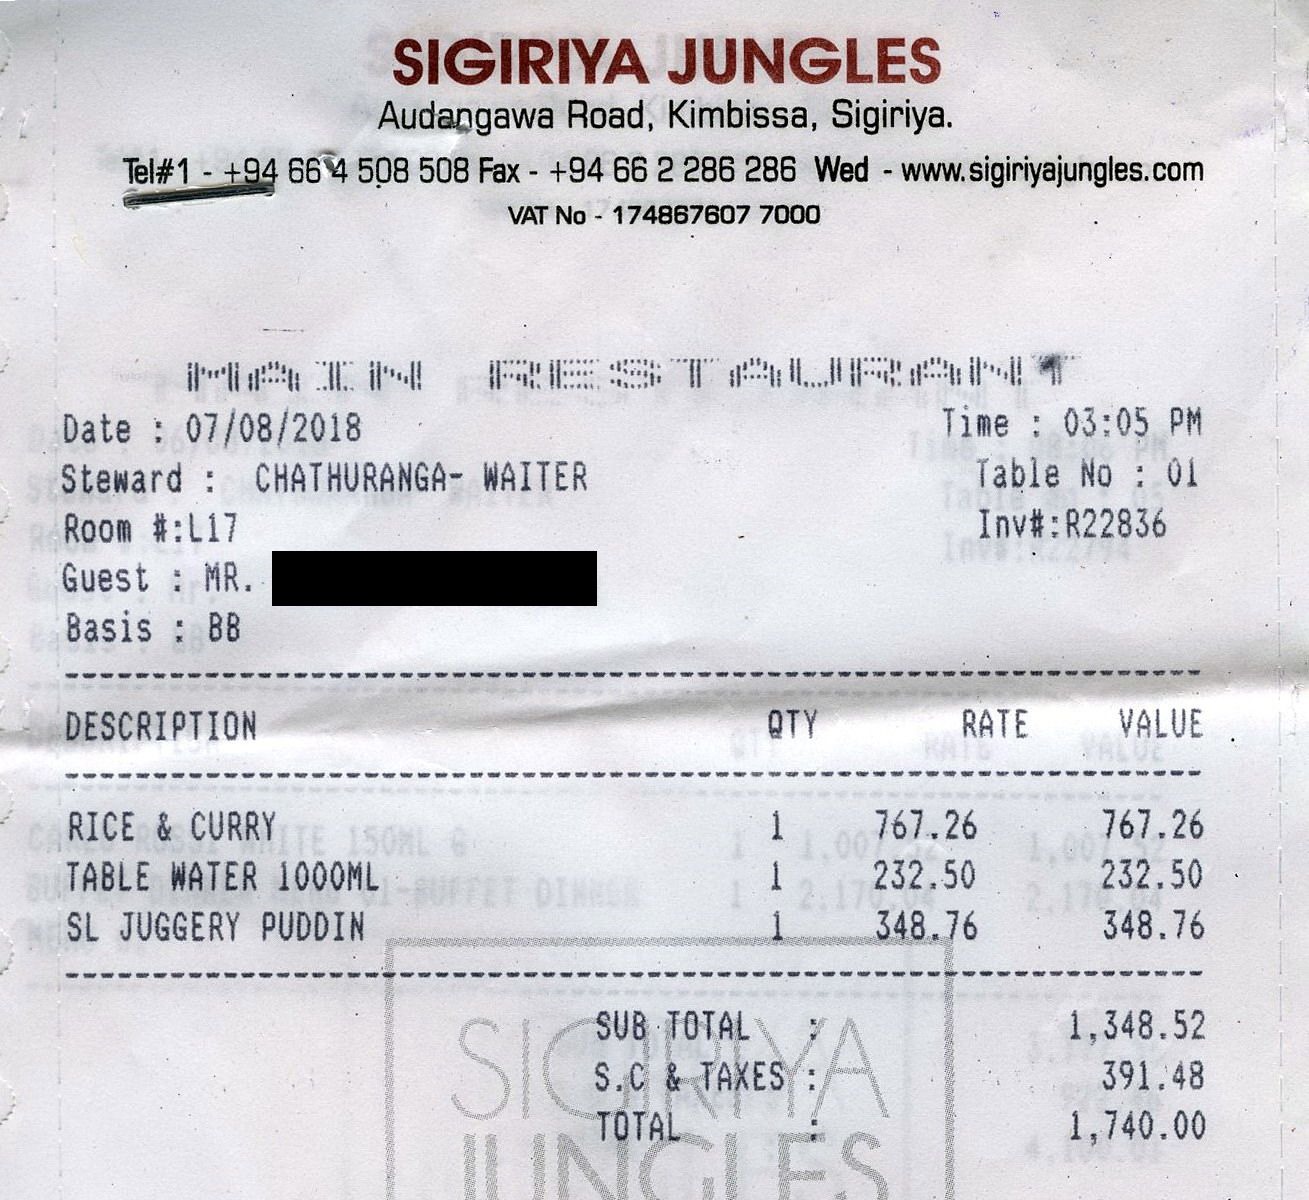 SIGIRIYA JUNGLES
Audangawa Road, Kimbissa, Sigiriya.
Tel#1 - +94 66 4 508 508 Fax - +94 66 2 286 286 Wed - www.sigiriyajungles.com
VAT No - 174867607 7000
MAIN RESTAURANT
Date : 07/08/2018 Time : 03:05 PM
Steward : CHATHURANGA- WAITER Table No : 01
Room #:L17 Inv#:R22836
Guest : MR.
Basis : BB
DESCRIPTION QTY RATE VALUE
RICE & CURRY 1 767.26 767.26
TABLE WATER 1000ML 1 232.50 232.50
SL JUGGERY PUDDIN 1 348.76 348.76
SUB TOTAL : 1,348.52
S.C & TAXES : 391.48
TOTAL : 1,740.00
SIGIRIYA
JUNGLES